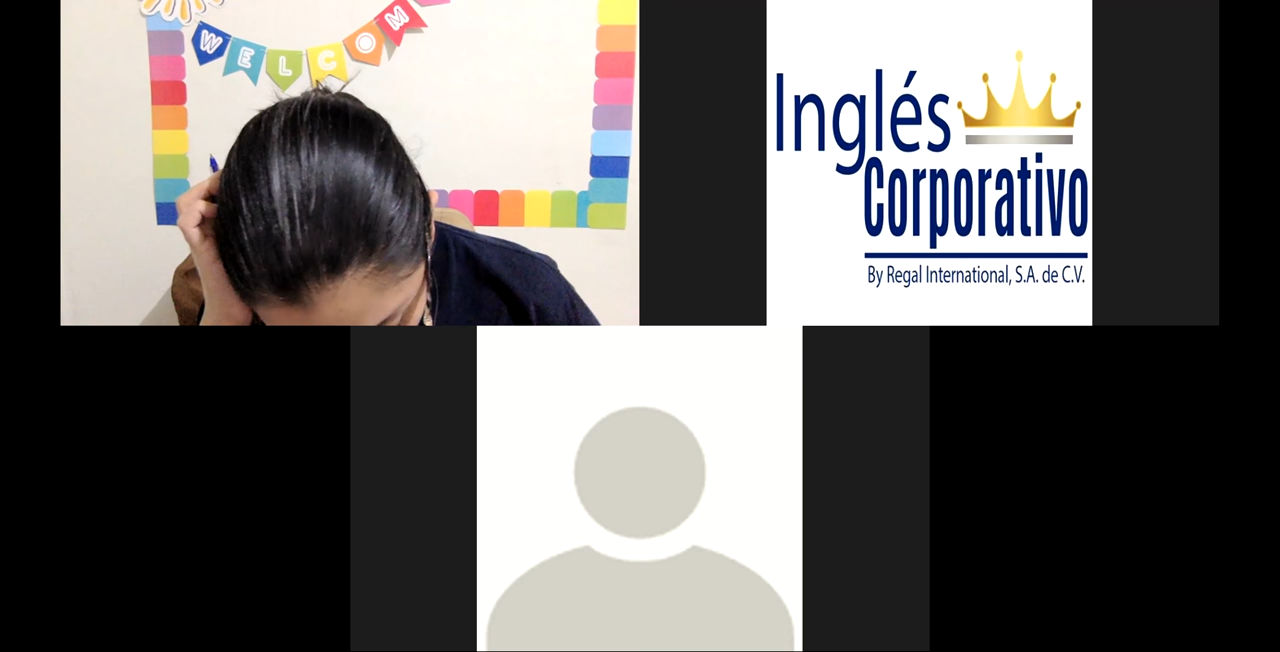 WELCOM
Inglés
Corporativo
By Regal International, S.A. de C.V.